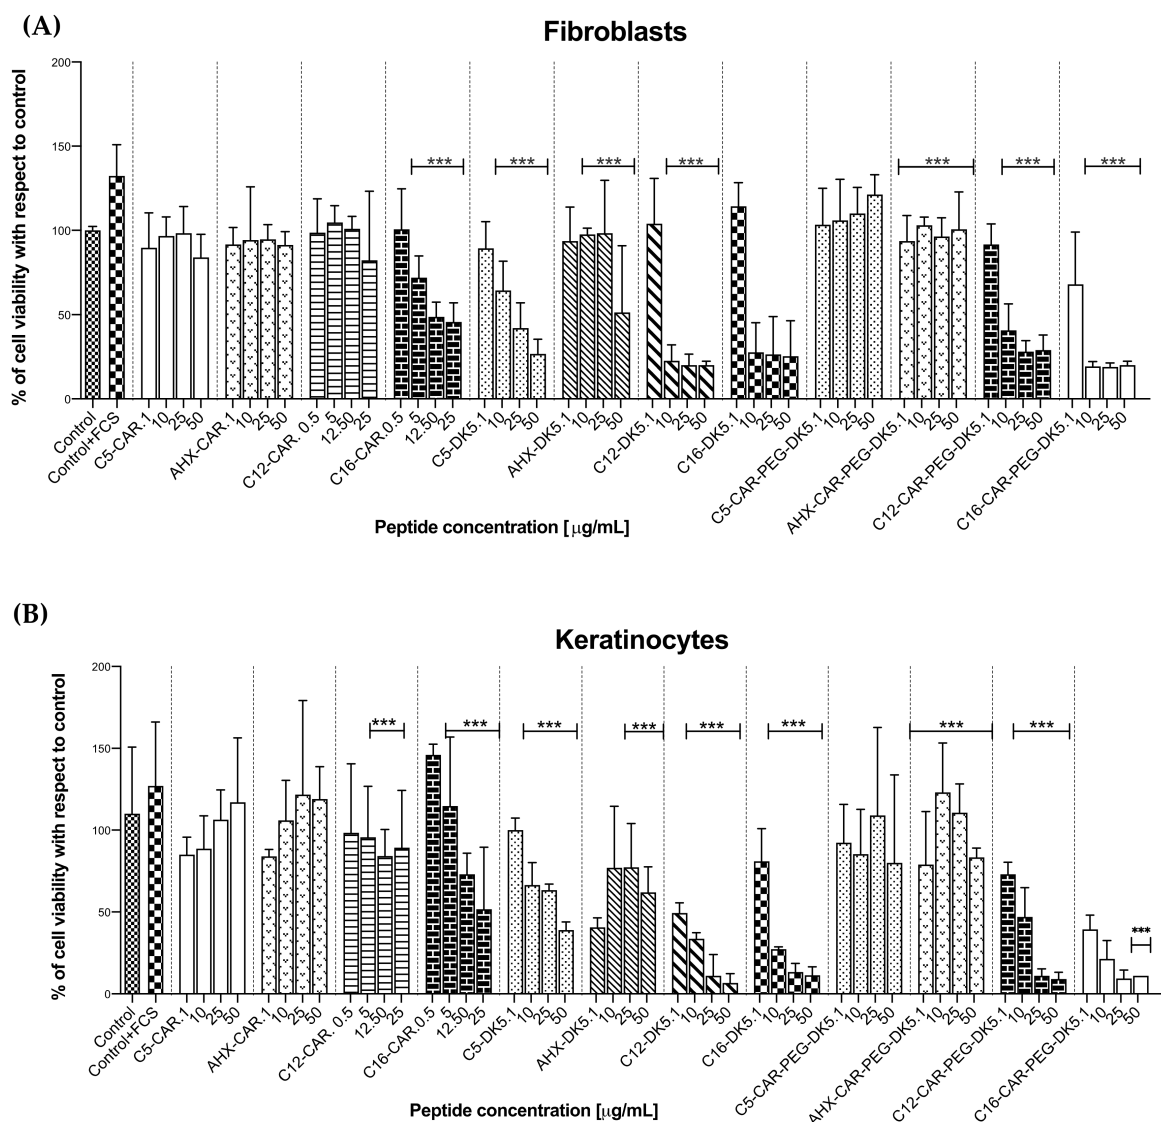 (A)
Fibroblasts
% of cell viability with respect to control
200
150
100
50
0
*** *** *** *** *** *** ***
Control
Control+FCS
C5-CAR.1
10
25
50
AHX-CAR.1
10
25
50
C12-CAR. 0.5
5
12.50
25
C16-CAR.0.5
5
12.50
25
C5-DK5.1
10
25
50
AHX-DK5.1
10
25
50
C12-DK5.1
10
25
50
C16-DK5.1
10
25
50
C5-CAR-PEG-DK5.1
10
25
50
AHX-CAR-PEG-DK5.1
10
25
50
C12-CAR-PEG-DK5.1
10
25
50
C16-CAR-PEG-DK5.1
10
25
50
Peptide concentration [μg/mL]
(B)
Keratinocytes
% of cell viability with respect to control
200
150
100
50
0
*** *** *** *** *** *** *** *** ***
Control
Control+FCS
C5-CAR.1
10
25
50
AHX-CAR.1
10
25
50
C12-CAR. 0.5
5
12.50
25
C16-CAR.0.5
5
12.50
25
C5-DK5.1
10
25
50
AHX-DK5.1
10
25
50
C12-DK5.1
10
25
50
C16-DK5.1
10
25
50
C5-CAR-PEG-DK5.1
10
25
50
AHX-CAR-PEG-DK5.1
10
25
50
C12-CAR-PEG-DK5.1
10
25
50
C16-CAR-PEG-DK5.1
10
25
50
Peptide concentration [μg/mL]